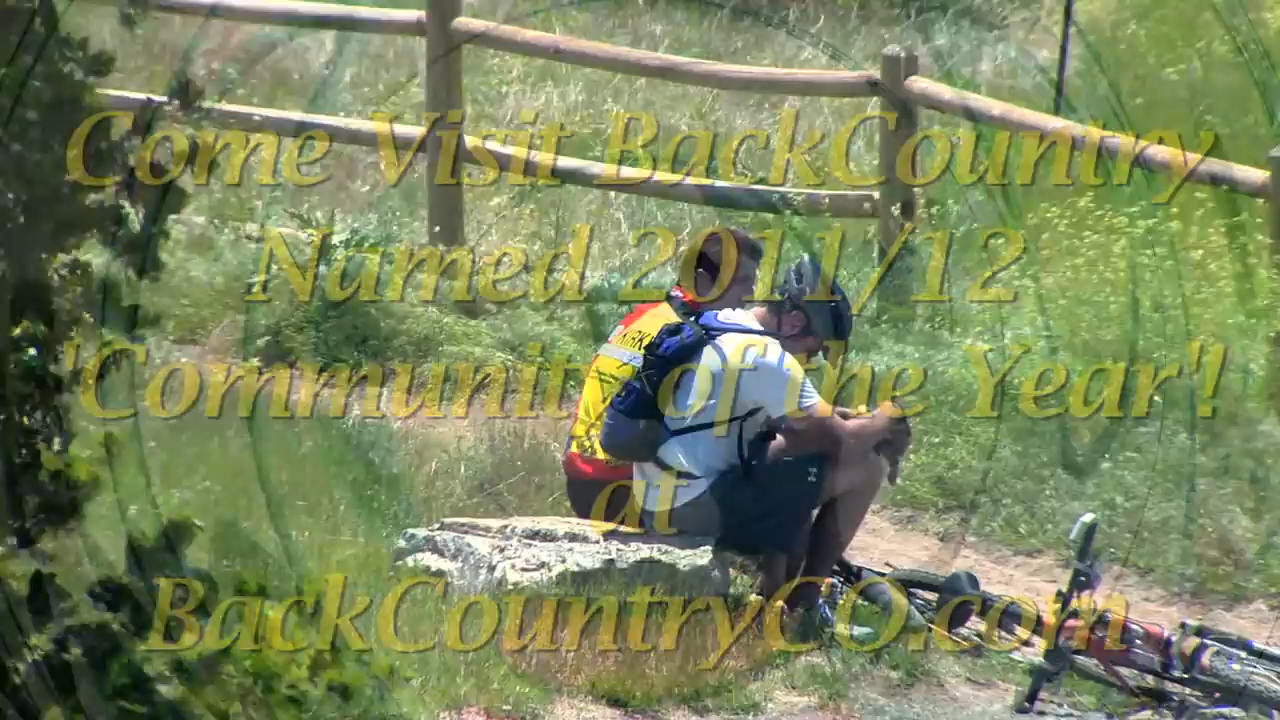 Come Visit BackCountry
Named 2011/12
'Community of the Year'!
at
BackCountryCO.com